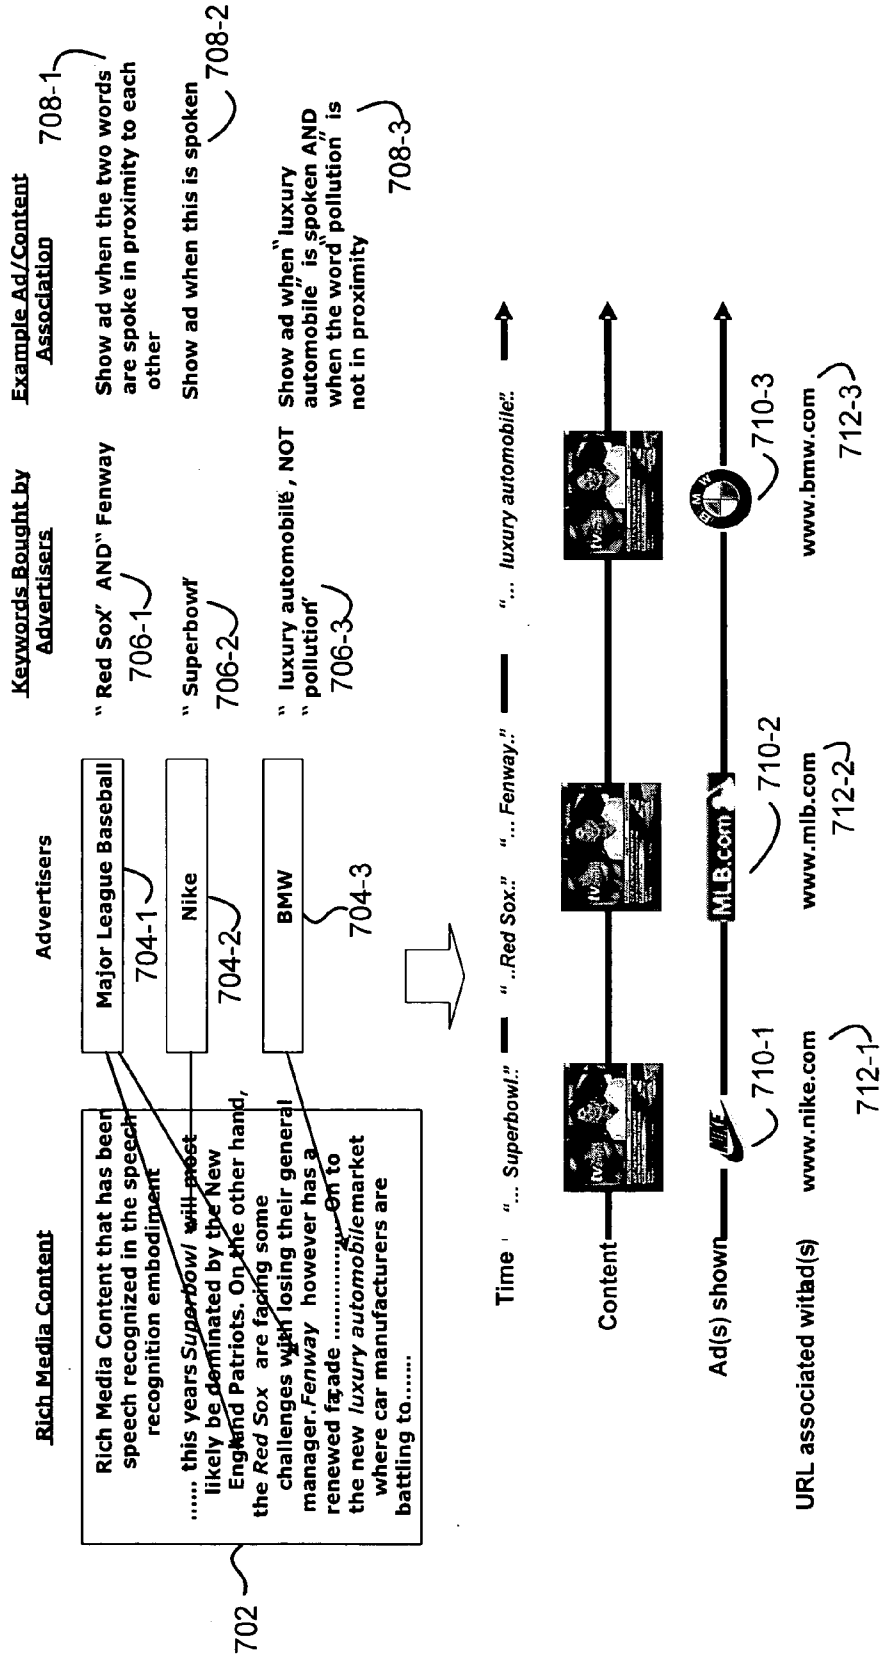 Rich Media Content
Rich Media Content that has been
speech recognized in the speech
recognition embodiment
...... this years Superbowl will most
likely be dominated by the New
England Patriots. On the other hand,
the Red Sox are facing some
challenges with losing their general
manager. Fenway however has a
renewed façade ..................... On to
the new luxury automobile market
where car manufacturers are
battling to.......
702
Advertisers
Major League Baseball
704-1
Nike
704-2
BMW
704-3
Keywords Bought by
Advertisers
"Red Sox" AND "Fenway
706-1
"Superbowl"
706-2
"luxury automobile", NOT
"pollution"
706-3
Example Ad/Content
Association
708-1
Show ad when the two words
are spoke in proximity to each
other
Show ad when this is spoken
708-2
Show ad when "luxury
automobile" is spoken AND
when the word "pollution" is
not in proximity
708-3
Time
"... Superbowl.."
"..Red Sox.."
"... Fenway.."
"... luxury automobile"..
Content
tv
tv
tv
Ad(s) shown
NIKE
710-1
MLB.com
710-2
BMW
710-3
URL associated witlad(s)
www.nike.com
712-1
www.mlb.com
712-2
www.bmw.com
712-3